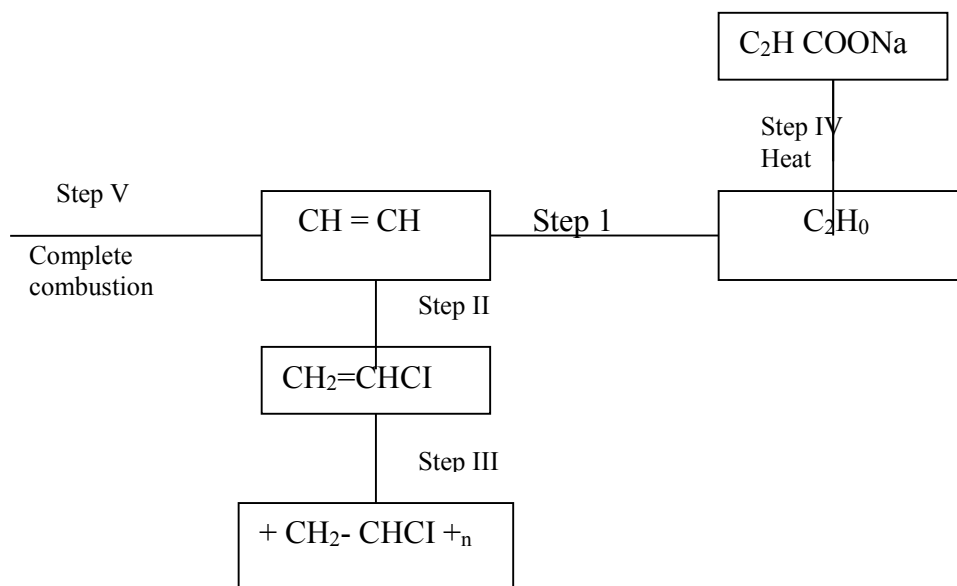 C₂H COONa
Step IV
Heat
Step V
CH = CH
Step 1
C₂H₀
Complete
combustion
Step II
CH₂=CHCI
Step III
+ CH₂- CHCI +ₙ